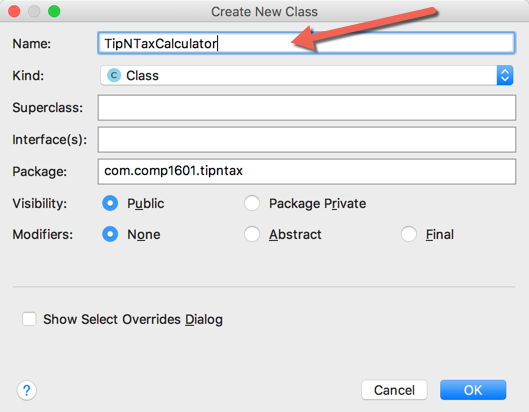 Create New Class
Name: TipNTaxCalculator
Kind: C Class
Superclass:
Interface(s):
Package: com.comp1601.tipntax
Visibility: Public Package Private
Modifiers: None Abstract Final
Show Select Overrides Dialog
? Cancel OK